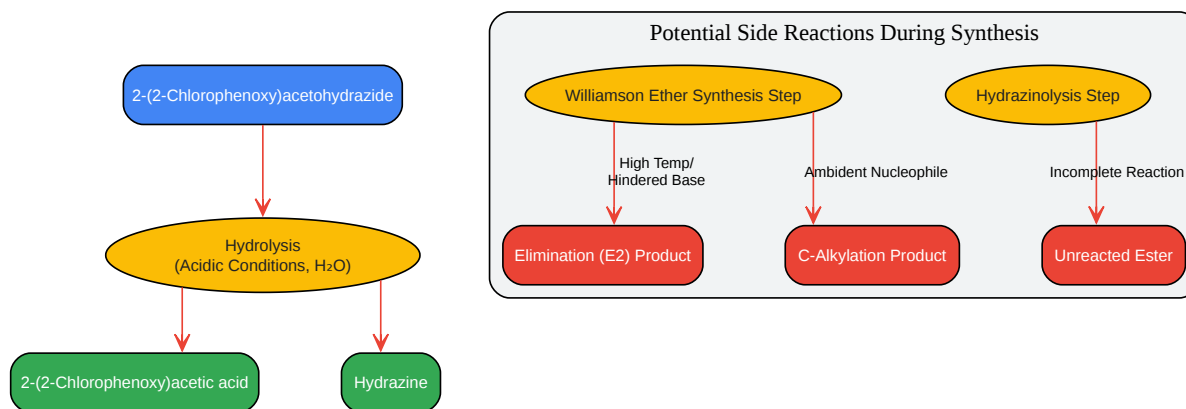 2-(2-Chlorophenoxy)acetohydrazide
Hydrolysis
(Acidic Conditions, H₂O)
2-(2-Chlorophenoxy)acetic acid
Hydrazine
Potential Side Reactions During Synthesis
Williamson Ether Synthesis Step
Hydrazinolysis Step
High Temp/
Hindered Base
Ambident Nucleophile
Incomplete Reaction
Elimination (E2) Product
C-Alkylation Product
Unreacted Ester